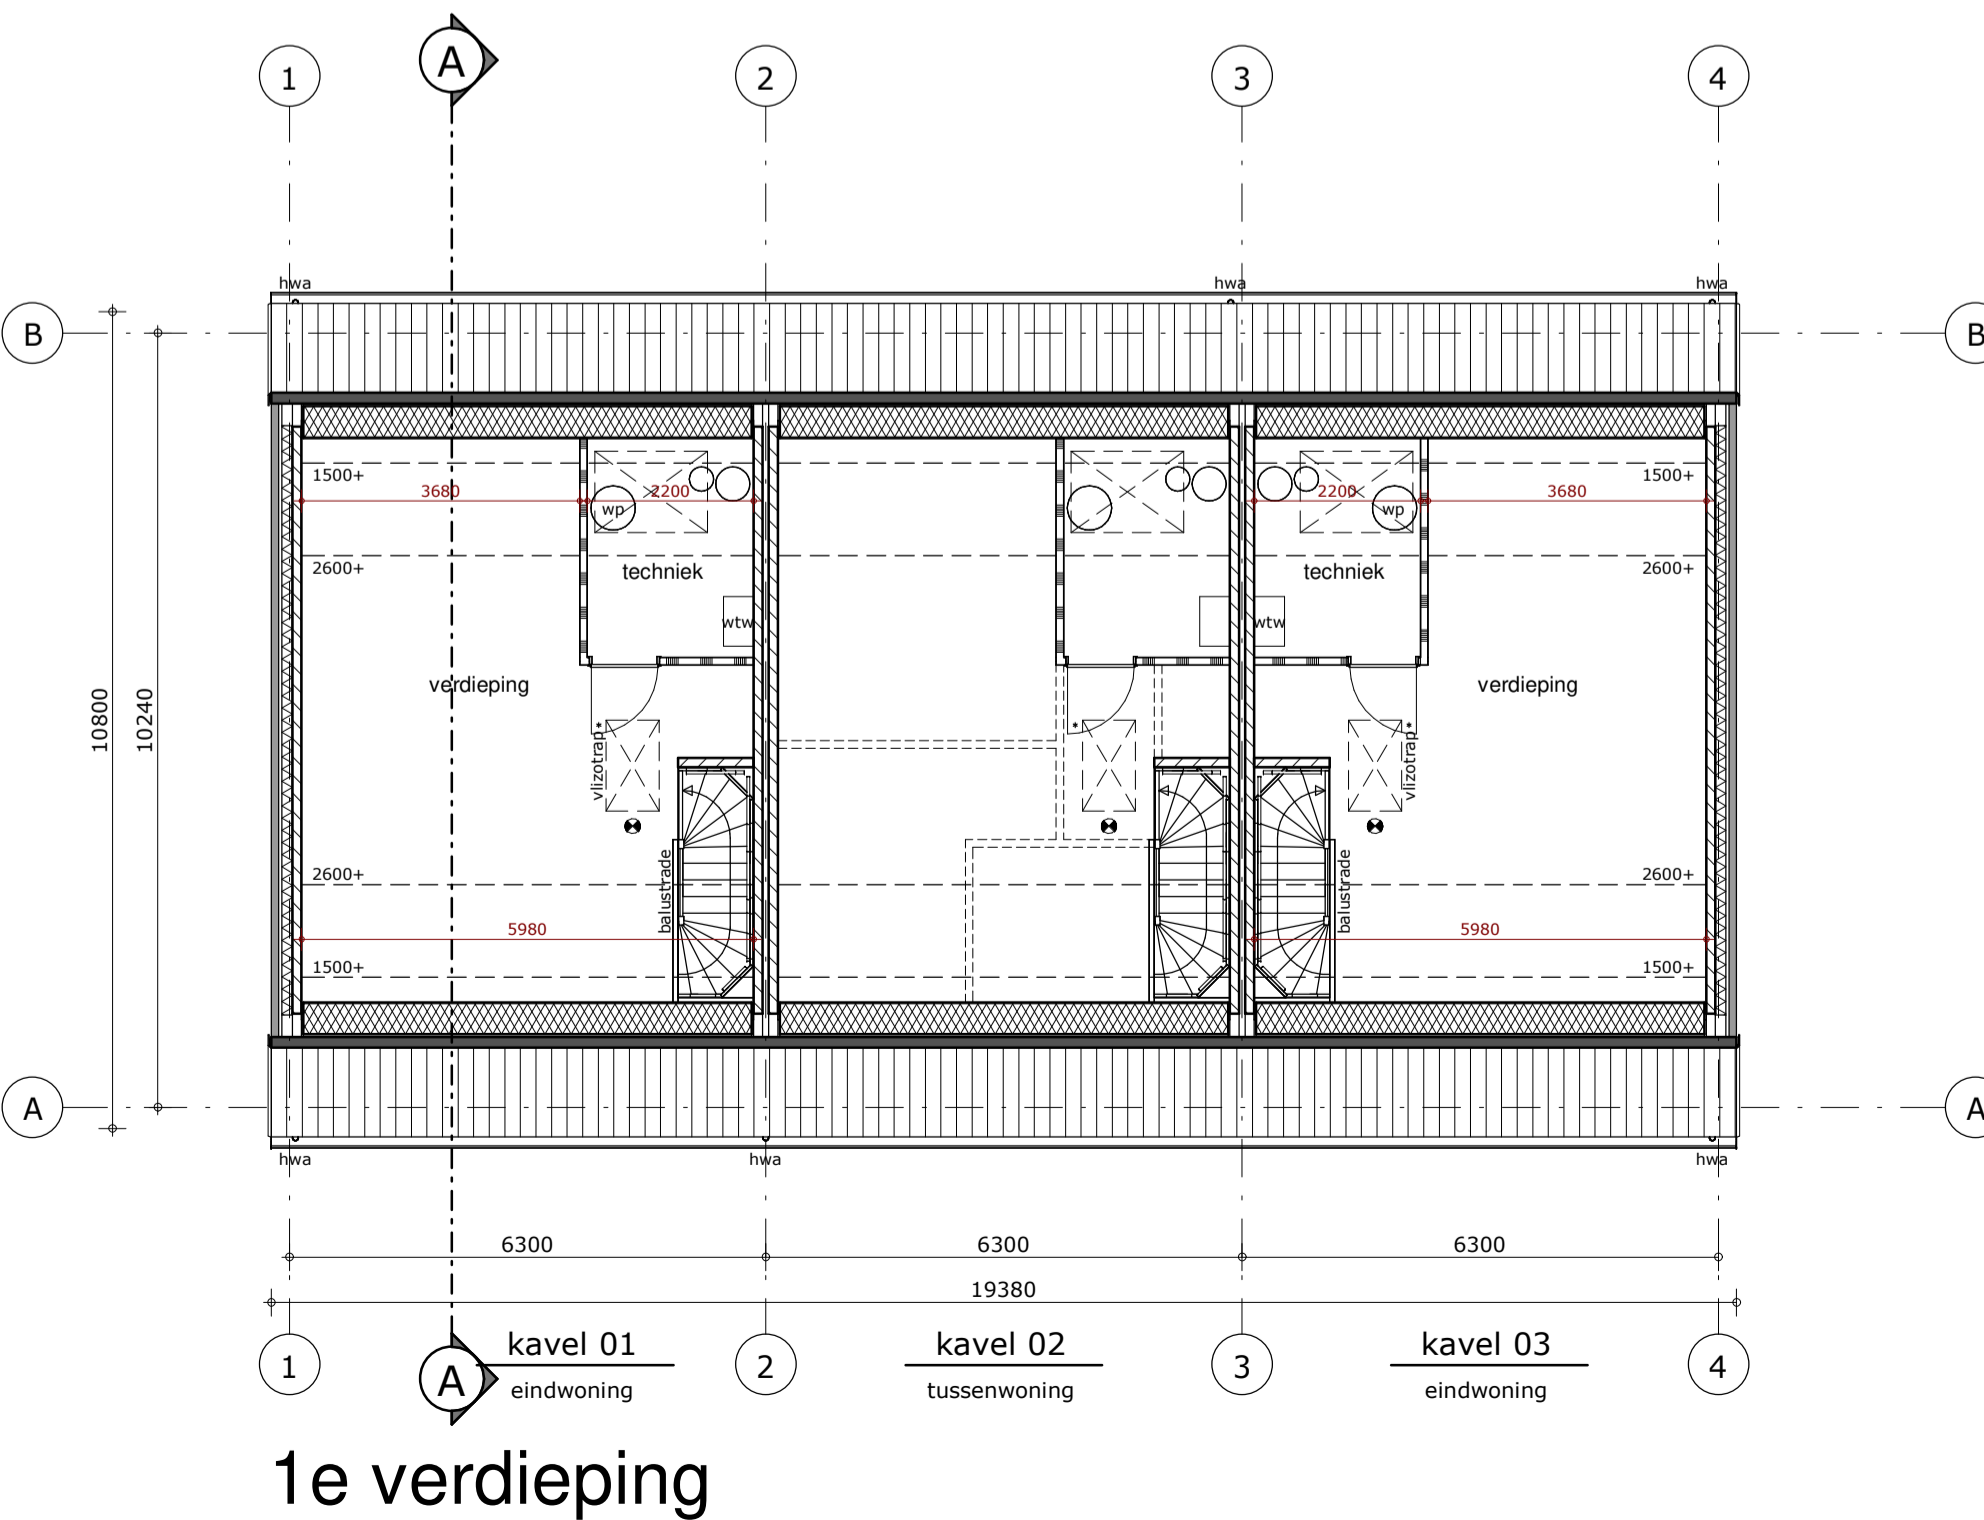 1 A 2 3 4
hwa hwa hwa
B B
1500+ 1500+
3680 2200 2200 3680
wp wp
2600+ techniek techniek 2600+
wtw wtw
verdieping verdieping
10800 10240
vlizotrap* * vlizotrap*
2600+ 2600+
balustrade balustrade
5980 5980
1500+ 1500+
A A
hwa hwa hwa
6300 6300 6300
19380
kavel 01 kavel 02 kavel 03
1 A 2 3 4
eindwoning tussenwoning eindwoning
1e verdieping